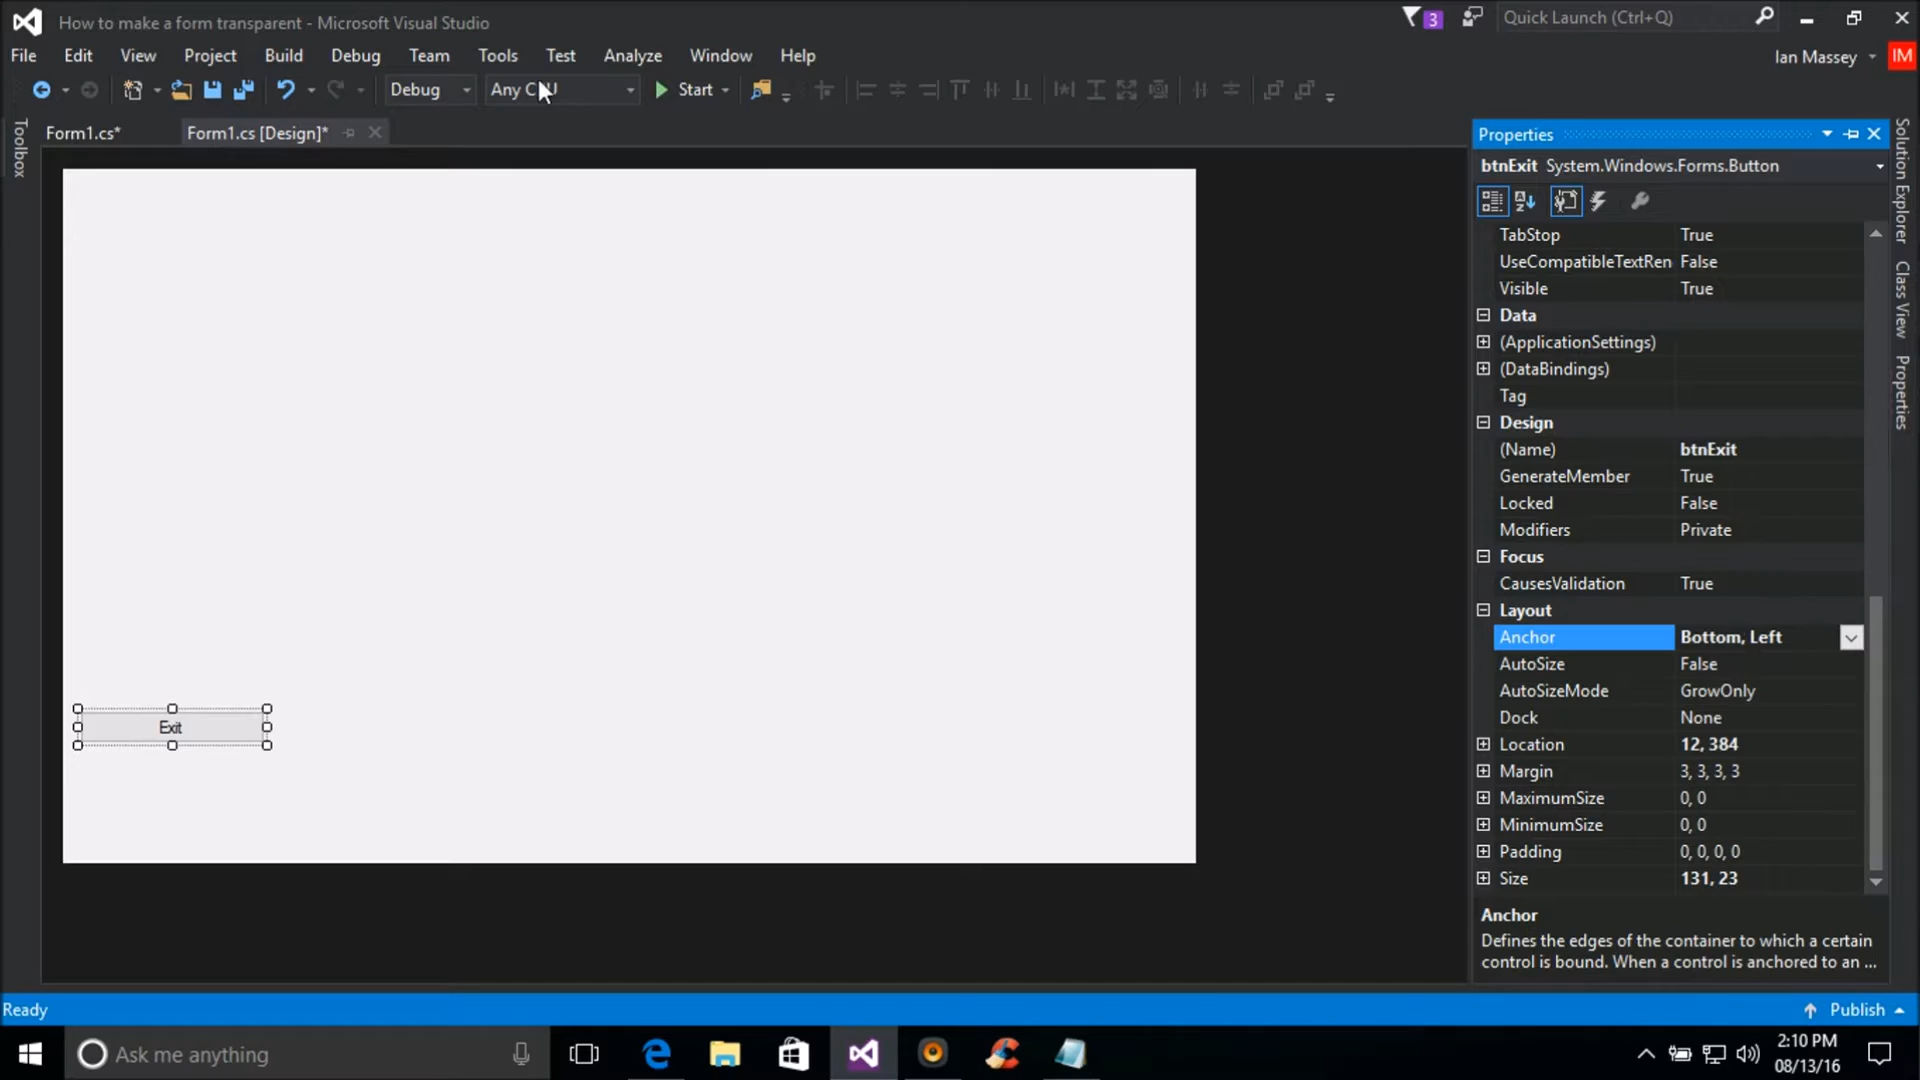 How to make a form transparent - Microsoft Visual Studio
3
Quick Launch (Ctrl+Q)
File Edit View Project Build Debug Team Tools Test Analyze Window Help
Ian Massey
IM
Debug
Start
Toolbox
Form1.cs*
Form1.cs [Design]*
Exit
Properties
btnExit System.Windows.Forms.Button
TabStop True
UseCompatibleTextRen False
Visible True
Data
(ApplicationSettings)
(DataBindings)
Tag
Design
(Name) btnExit
GenerateMember True
Locked False
Modifiers Private
Focus
CausesValidation True
Layout
Anchor Bottom, Left
AutoSize False
AutoSizeMode GrowOnly
Dock None
Location 12, 384
Margin 3, 3, 3, 3
MaximumSize 0, 0
MinimumSize 0, 0
Padding 0, 0, 0, 0
Size 131, 23
Anchor
Defines the edges of the container to which a certain
control is bound. When a control is anchored to an ...
Solution Explorer
Class View
Properties
Ready
Publish
Ask me anything
2:10 PM
08/13/16